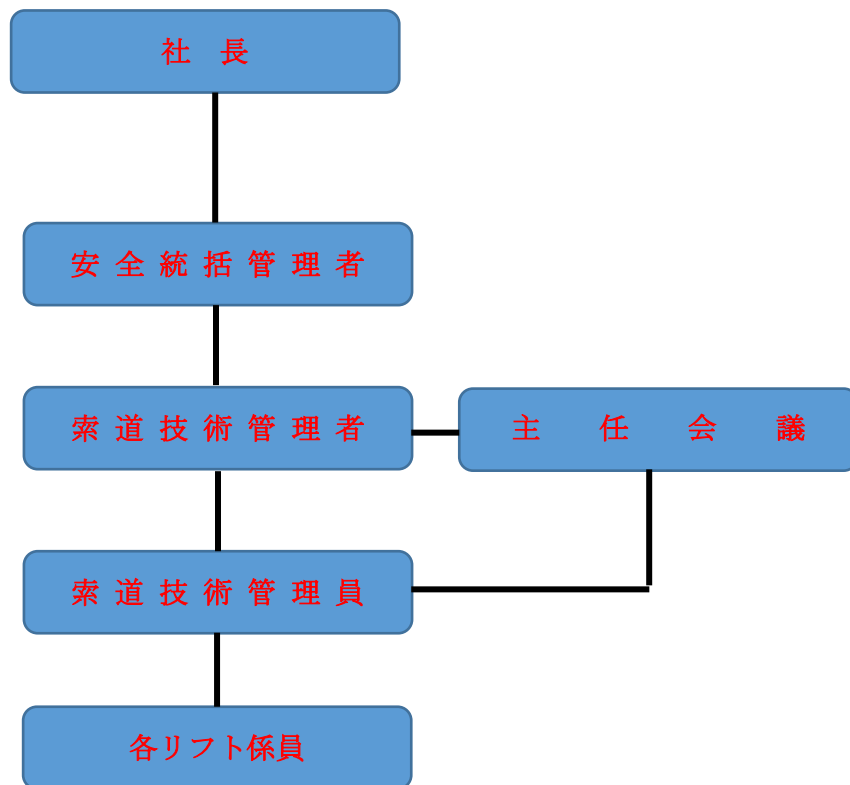 社　長
安全統括管理者
索道技術管理者
主任会議
索道技術管理員
各リフト係員